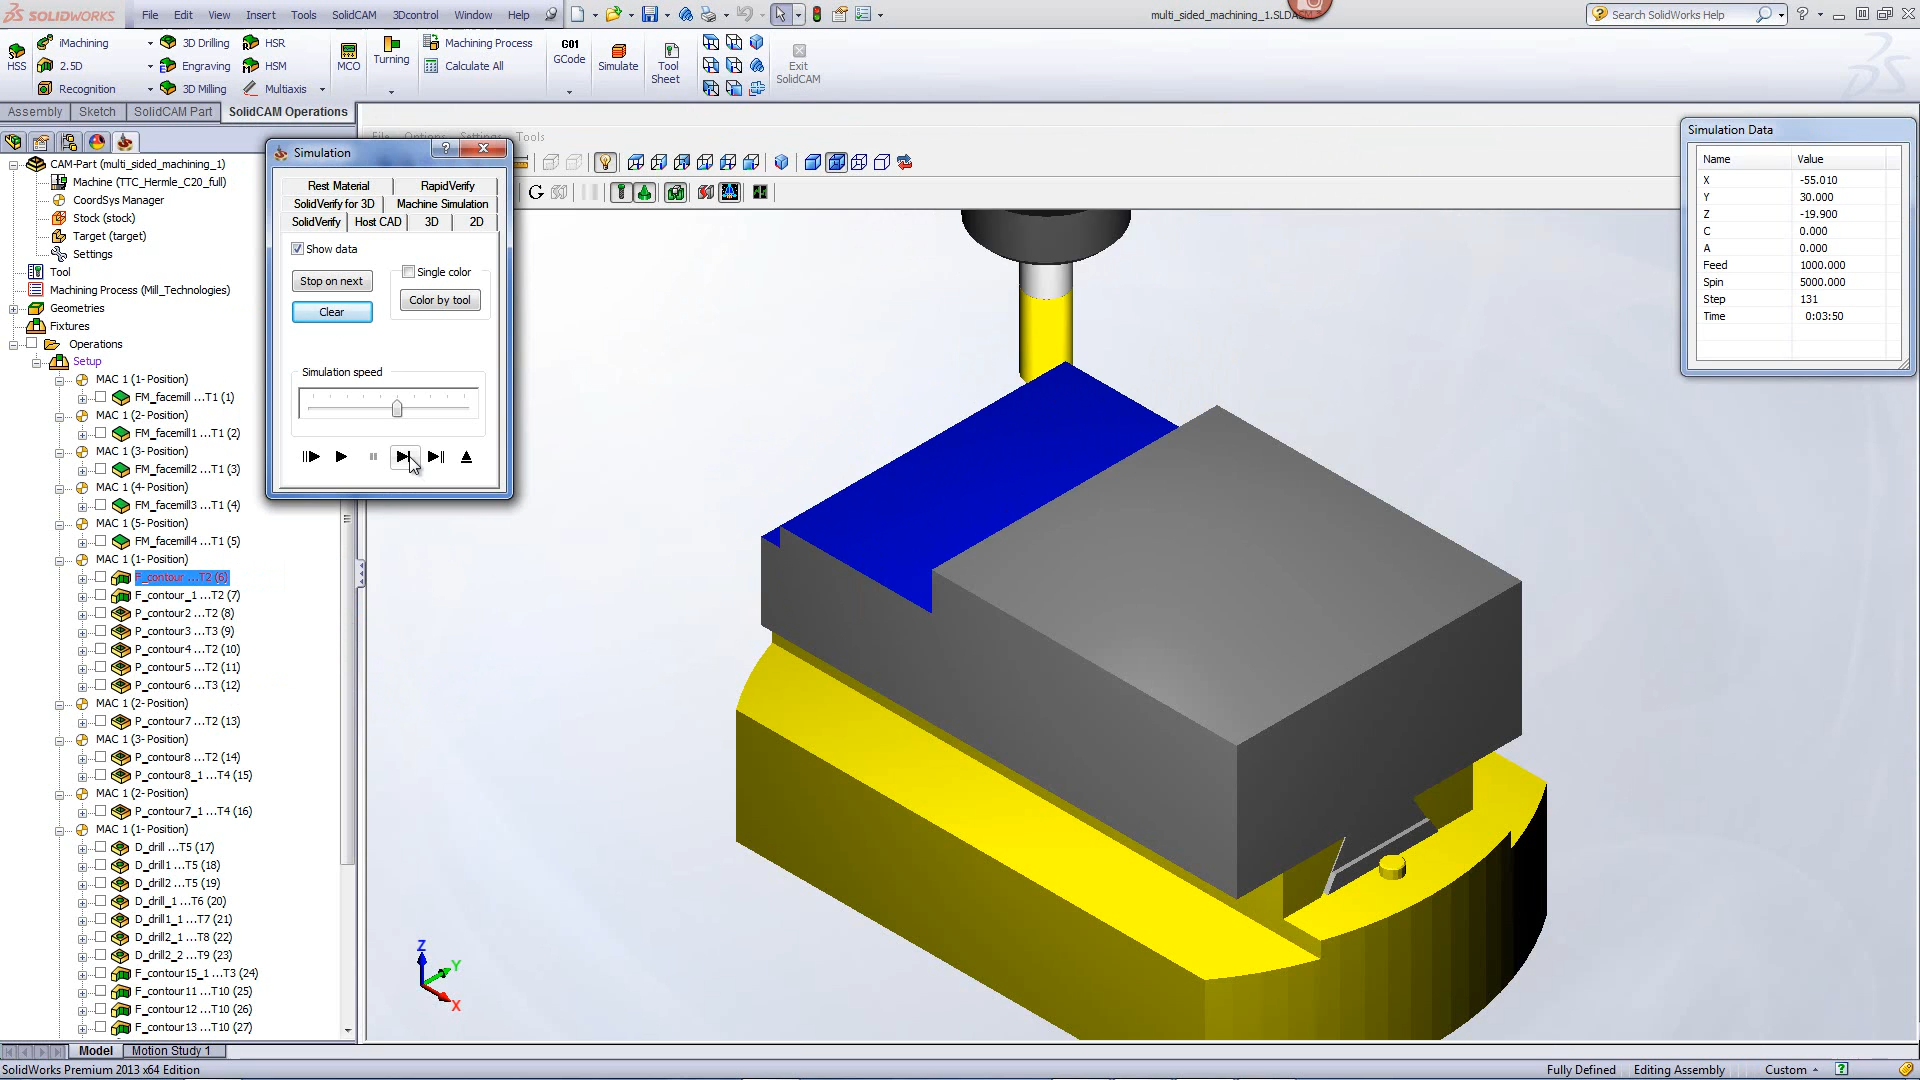 SOLIDWORKS File Edit View Insert Tools SolidCAM 3Dcontrol Window Help
multi_sided_machining_1.SLDASM
Search SolidWorks Help
HSS
iMachining
2.5D
Recognition
3D Drilling
Engraving
3D Milling
HSR
HSM
Multiaxis
MCO
Turning
Machining Process
Calculate All
G01
GCode
Simulate
Tool
Sheet
Exit
SolidCAM
Assembly Sketch SolidCAM Part SolidCAM Operations
File Options Settings Tools
CAM-Part (multi_sided_machining_1)
Machine (TTC_Hermle_C20_full)
CoordSys Manager
Stock (stock)
Target (target)
Settings
Tool
Machining Process (Mill_Technologies)
Geometries
Fixtures
Operations
Setup
MAC 1 (1- Position)
FM_facemill ...T1 (1)
MAC 1 (2- Position)
FM_facemill1 ...T1 (2)
MAC 1 (3- Position)
FM_facemill2 ...T1 (3)
MAC 1 (4- Position)
FM_facemill3 ...T1 (4)
MAC 1 (5- Position)
FM_facemill4 ...T1 (5)
MAC 1 (1- Position)
F_contour ...T2 (6)
F_contour_1 ...T2 (7)
P_contour2 ...T2 (8)
P_contour3 ...T3 (9)
P_contour4 ...T2 (10)
P_contour5 ...T2 (11)
P_contour6 ...T3 (12)
MAC 1 (2- Position)
P_contour7 ...T2 (13)
MAC 1 (3- Position)
P_contour8 ...T2 (14)
P_contour8_1 ...T4 (15)
MAC 1 (2- Position)
P_contour7_1 ...T4 (16)
MAC 1 (1- Position)
D_drill ...T5 (17)
D_drill1 ...T5 (18)
D_drill2 ...T5 (19)
D_drill_1 ...T6 (20)
D_drill1_1 ...T7 (21)
D_drill2_1 ...T8 (22)
D_drill2_2 ...T9 (23)
F_contour15_1 ...T3 (24)
F_contour11 ...T10 (25)
F_contour12 ...T10 (26)
F_contour13 ...T10 (27)
Simulation
Rest Material RapidVerify
SolidVerify for 3D Machine Simulation
SolidVerify Host CAD 3D 2D
Show data
Stop on next
Clear
Single color
Color by tool
Simulation speed
Simulation Data
Name Value
X -55.010
Y 30.000
Z -19.900
C 0.000
A 0.000
Feed 1000.000
Spin 5000.000
Step 131
Time 0:03:50
Z
Y
X
Model Motion Study 1
SolidWorks Premium 2013 x64 Edition
Fully Defined Editing Assembly Custom